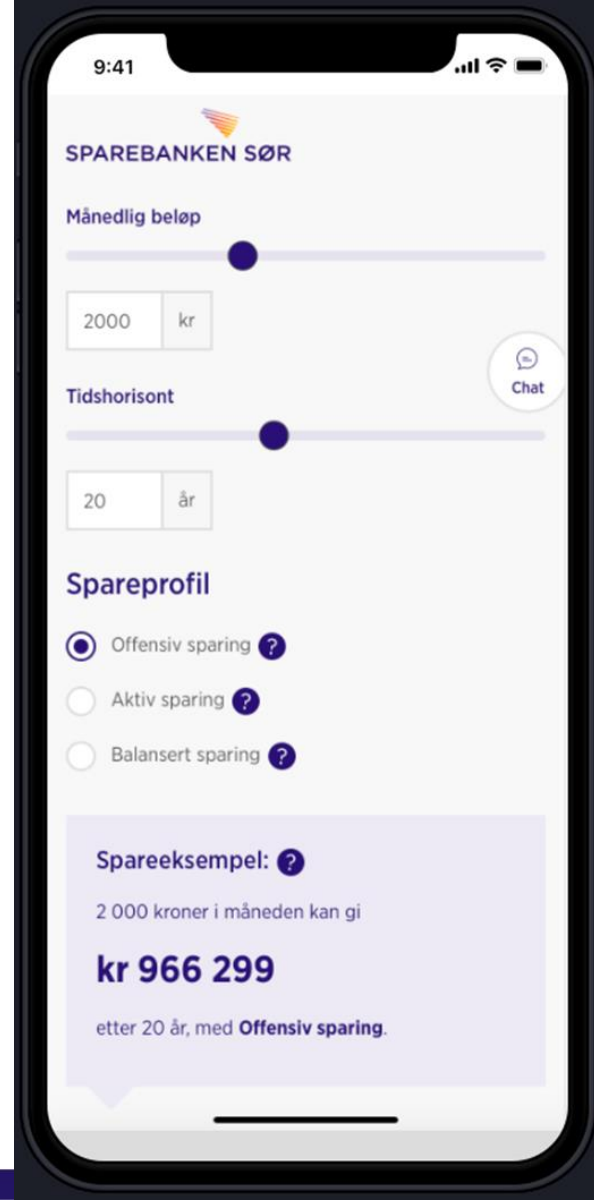 9:41
SPAREBANKEN SØR
Månedlig beløp
2000 kr
Chat
Tidshorisont
20 år
Spareprofil
Offensiv sparing ?
Aktiv sparing ?
Balansert sparing ?
Spareeksempel: ?
2 000 kroner i måneden kan gi
kr 966 299
etter 20 år, med Offensiv sparing.